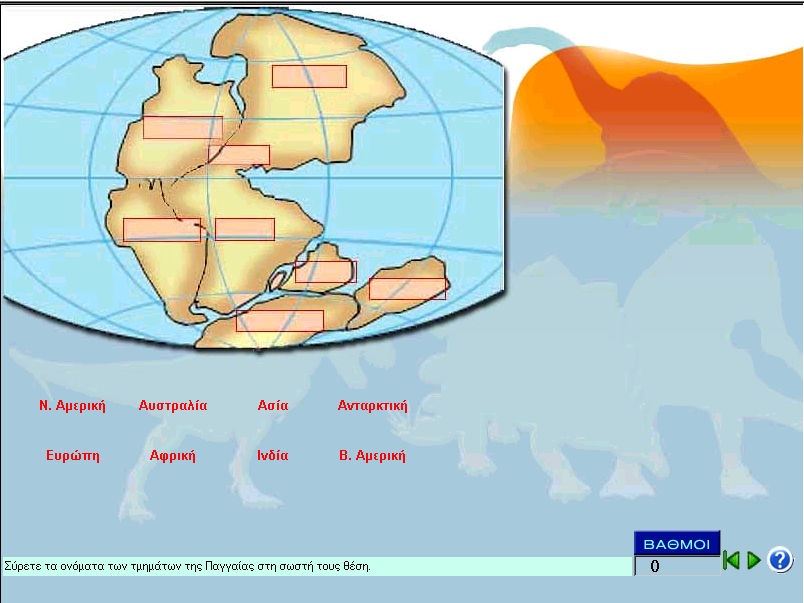 Ν. Αμερική Αυστραλία Ασία Ανταρκτική
Ευρώπη Αφρική Ινδία Β. Αμερική
ΒΑΘΜΟΙ
Σύρετε τα ονόματα των τμημάτων της Παγγαίας στη σωστή τους θέση.
0
?